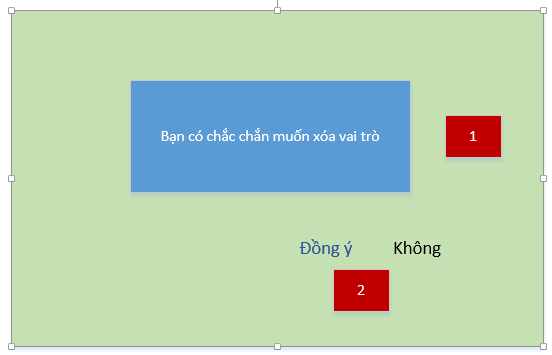 Bạn có chắc chắn muốn xóa vai trò
1
Đồng ý
Không
2